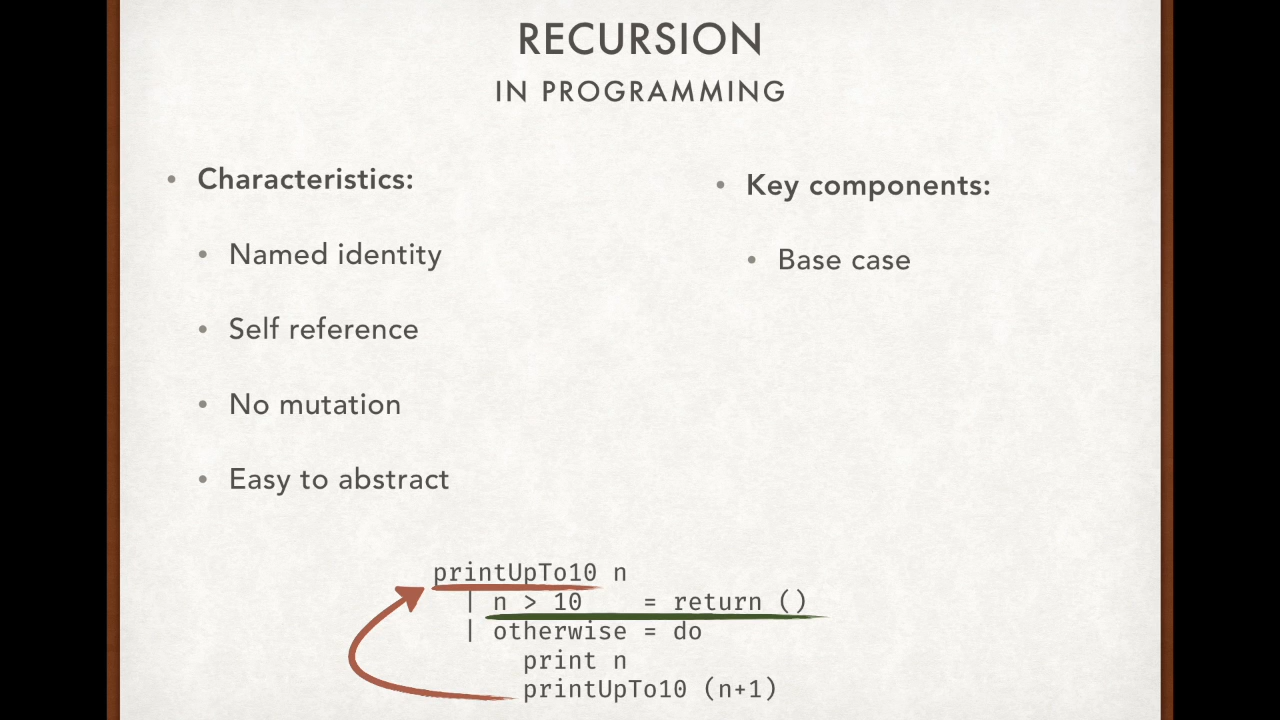 RECURSION
IN PROGRAMMING
• Characteristics:
• Named identity
• Self reference
• No mutation
• Easy to abstract
• Key components:
• Base case
printUpTo10 n
  | n > 10    = return ()
  | otherwise = do
      print n
      printUpTo10 (n+1)